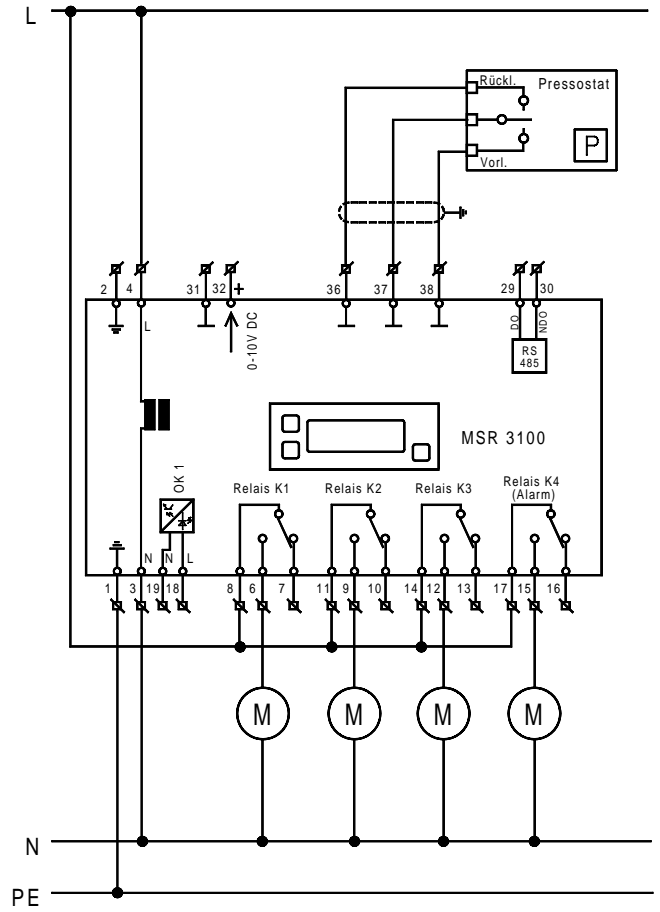 L
Rückl. Pressostat
P
Vorl.
2 4 31 32 + 36 37 38 29 30
L
0-10V DC
DO
NDO
RS
485
MSR 3100
OK 1
Relais K1 Relais K2 Relais K3 Relais K4
(Alarm)
N N L
1 3 19 18 8 6 7 11 9 10 14 12 13 17 15 16
M M M M
N
PE